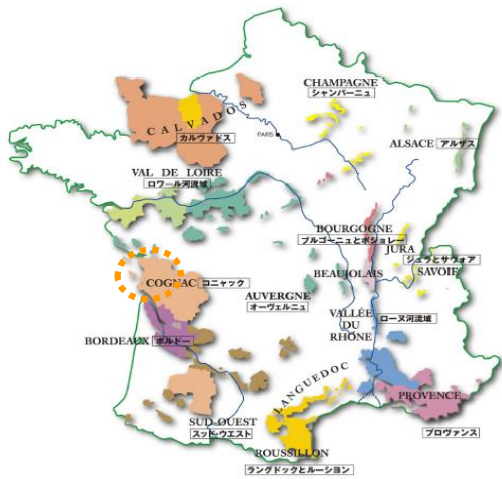 CHAMPAGNE
シャンパーニュ
CALVADOS
カルヴァドス
PARIS
ALSACE アルザス
VAL DE LOIRE
ロワール河流域
BOURGOGNE
ブルゴーニュとボジョレー
JURA
ジュラとサヴォア
BEAUJOLAIS
SAVOIE
COGNAC コニャック
AUVERGNE
オーヴェルニュ
VALLÉE
DU
RHÔNE
ローヌ河流域
BORDEAUX ボルドー
LANGUEDOC
PROVENCE
プロヴァンス
SUD-OUEST
スッド・ウエスト
ROUSSILLON
ラングドックとルーション